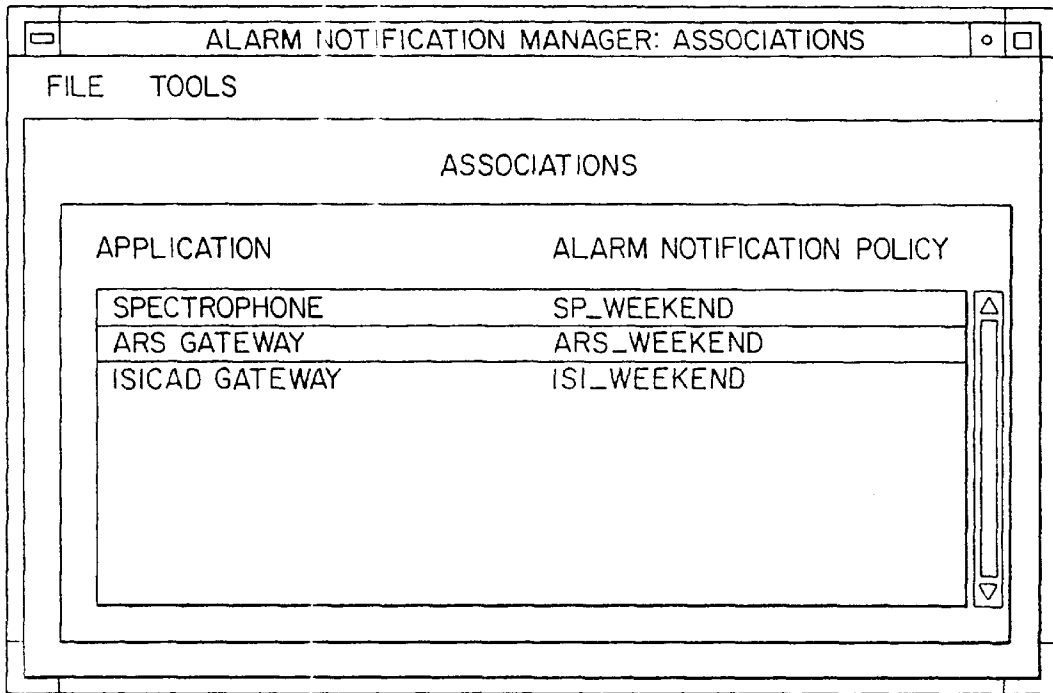 ALARM NOTIFICATION MANAGER: ASSOCIATIONS
FILE TOOLS
ASSOCIATIONS
APPLICATION ALARM NOTIFICATION POLICY
SPECTROPHONE SP_WEEKEND
ARS GATEWAY ARS_WEEKEND
ISICAD GATEWAY ISI_WEEKEND